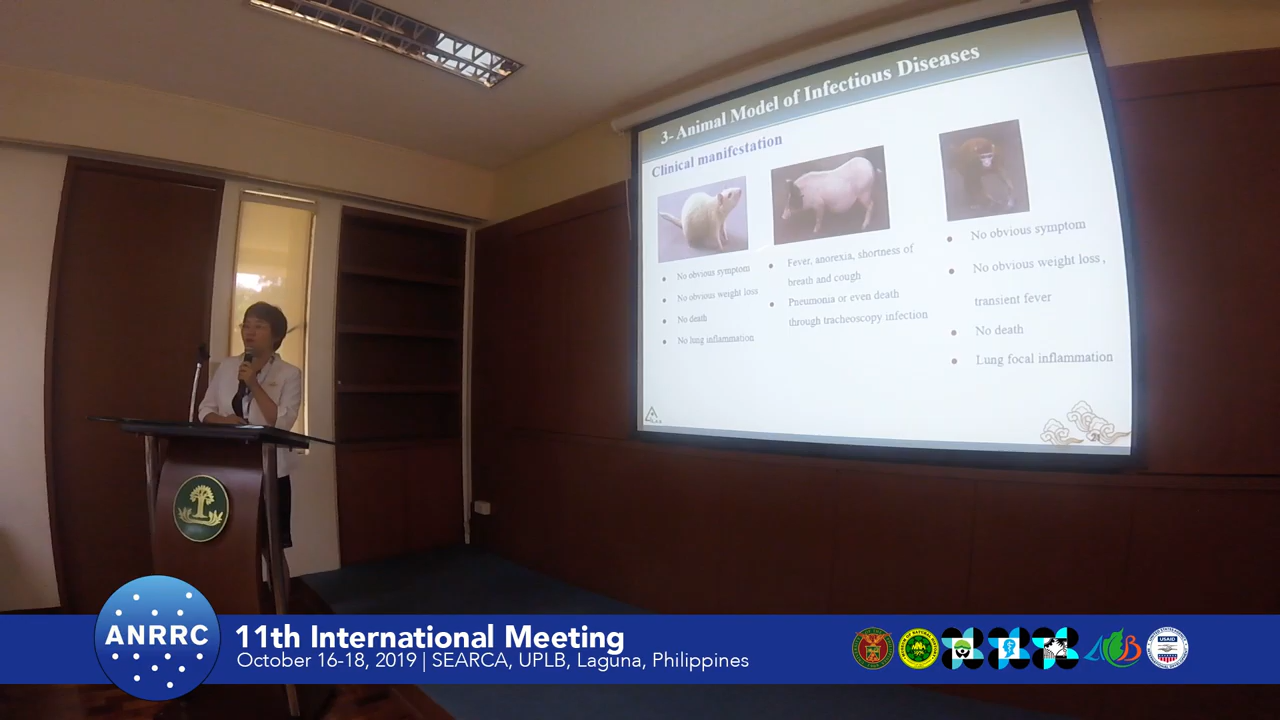 3- Animal Model of Infectious Diseases
Clinical manifestation
• No obvious symptom
• No obvious weight loss
• No death
• No lung inflammation
• Fever, anorexia, shortness of
breath and cough
• Pneumonia or even death
through tracheoscopy infection
• No obvious symptom
• No obvious weight loss,
transient fever
• No death
• Lung focal inflammation
21
ANRRC
11th International Meeting
October 16-18, 2019 | SEARCA, UPLB, Laguna, Philippines
USAID